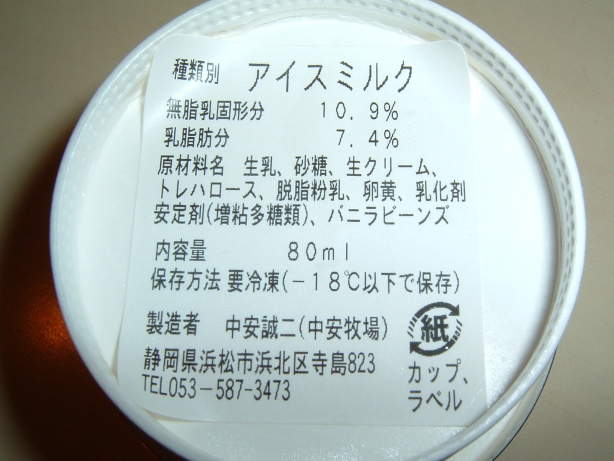 種類別 アイスミルク
無脂乳固形分 10.9%
乳脂肪分 7.4%
原材料名 生乳、砂糖、生クリーム、
トレハロース、脱脂粉乳、卵黄、乳化剤
安定剤(増粘多糖類)、バニラビーンズ
内容量 80ml
保存方法 要冷凍(-18℃以下で保存)
製造者 中安誠二(中安牧場)
静岡県浜松市浜北区寺島823
TEL053-587-3473
紙
カップ、
ラベル